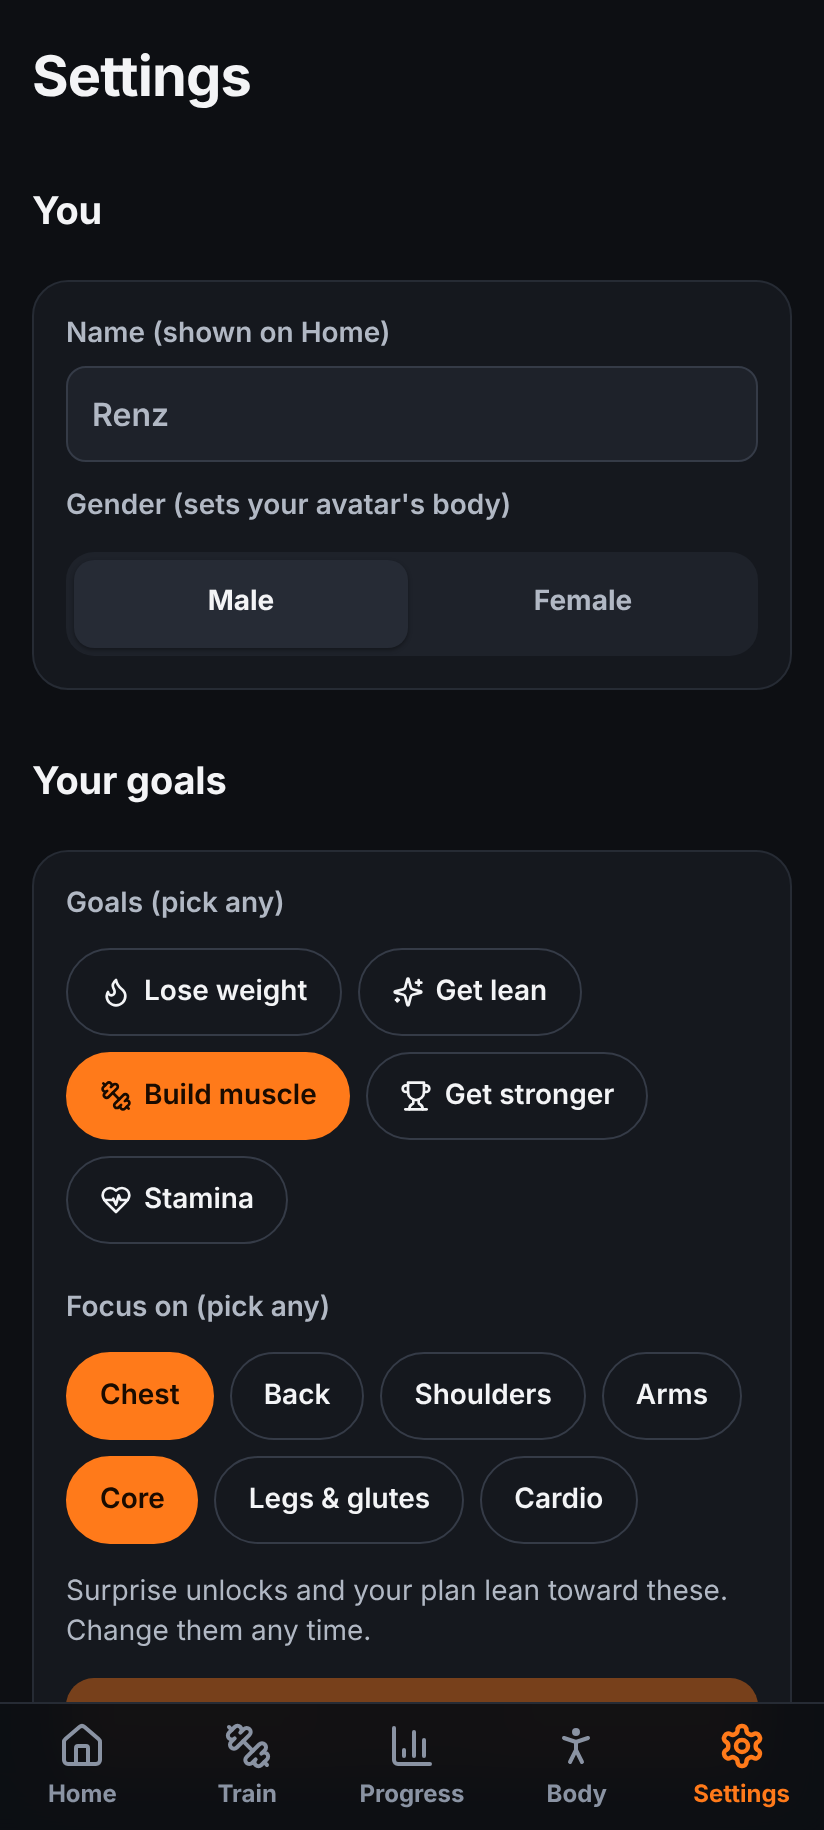 Settings
You
Name (shown on Home)
Renz
Gender (sets your avatar's body)
Male Female
Your goals
Goals (pick any)
Lose weight Get lean
Build muscle Get stronger
Stamina
Focus on (pick any)
Chest Back Shoulders Arms
Core Legs & glutes Cardio
Surprise unlocks and your plan lean toward these.
Change them any time.
Home Train Progress Body Settings